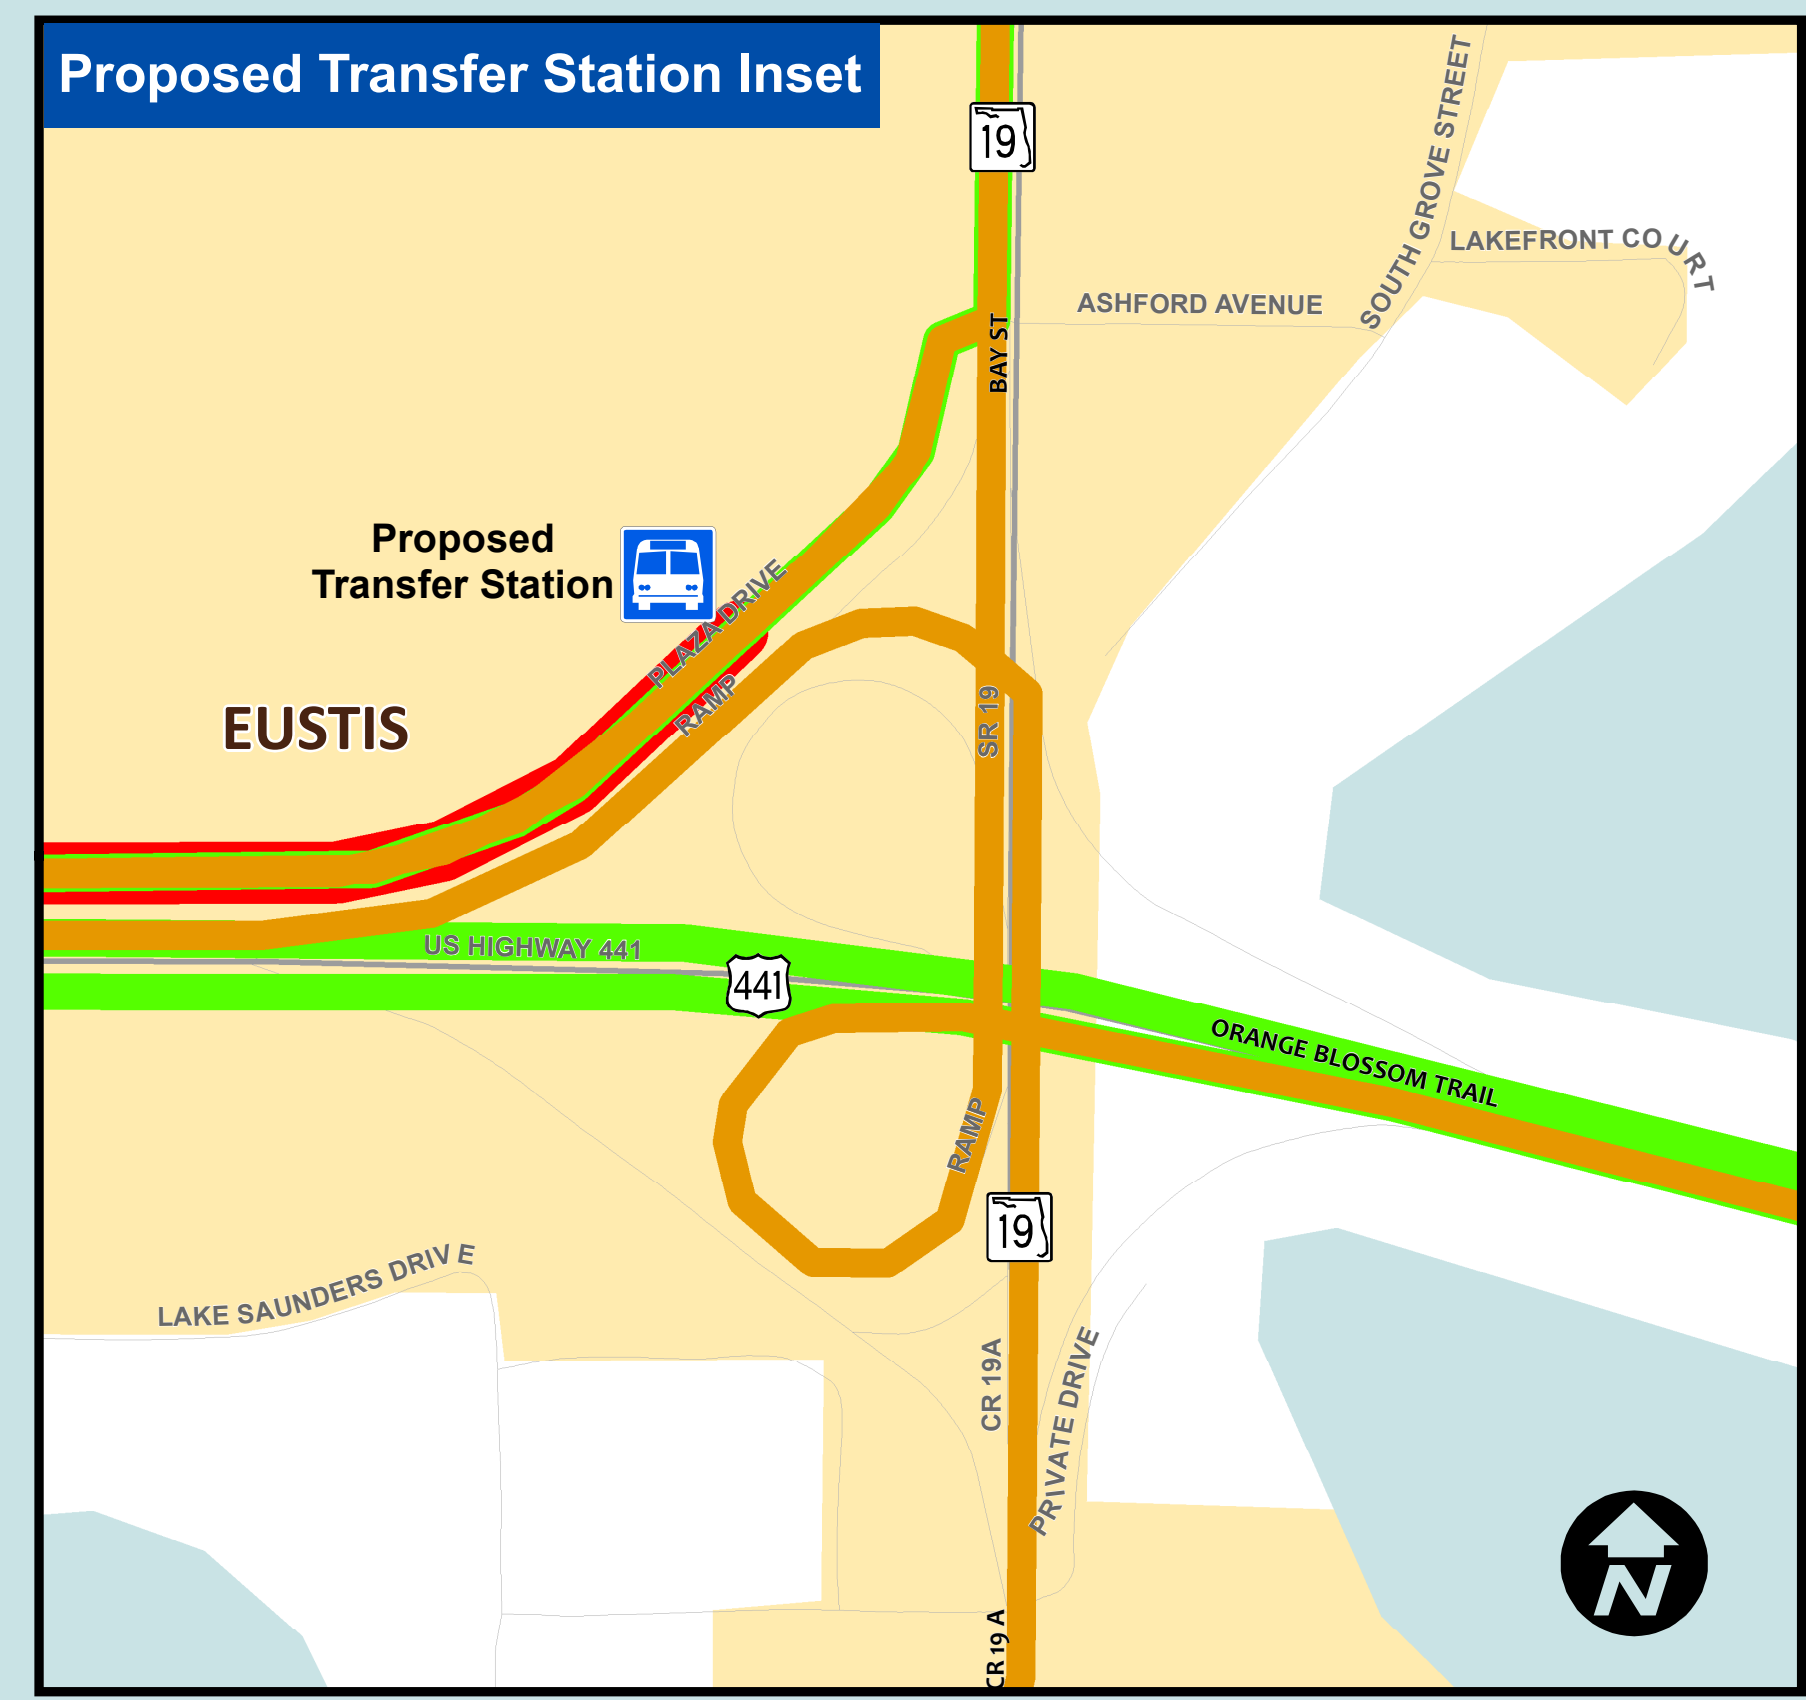 Proposed Transfer Station Inset
19
SOUTH GROVE STREET
LAKEFRONT COURT
ASHFORD AVENUE
BAY ST
Proposed
Transfer Station
PLAZA DRIVE
RAMP
EUSTIS
SR 19
US HIGHWAY 441
441
ORANGE BLOSSOM TRAIL
RAMP
19
LAKE SAUNDERS DRIVE
CR 19A
PRIVATE DRIVE
N
CR 19 A